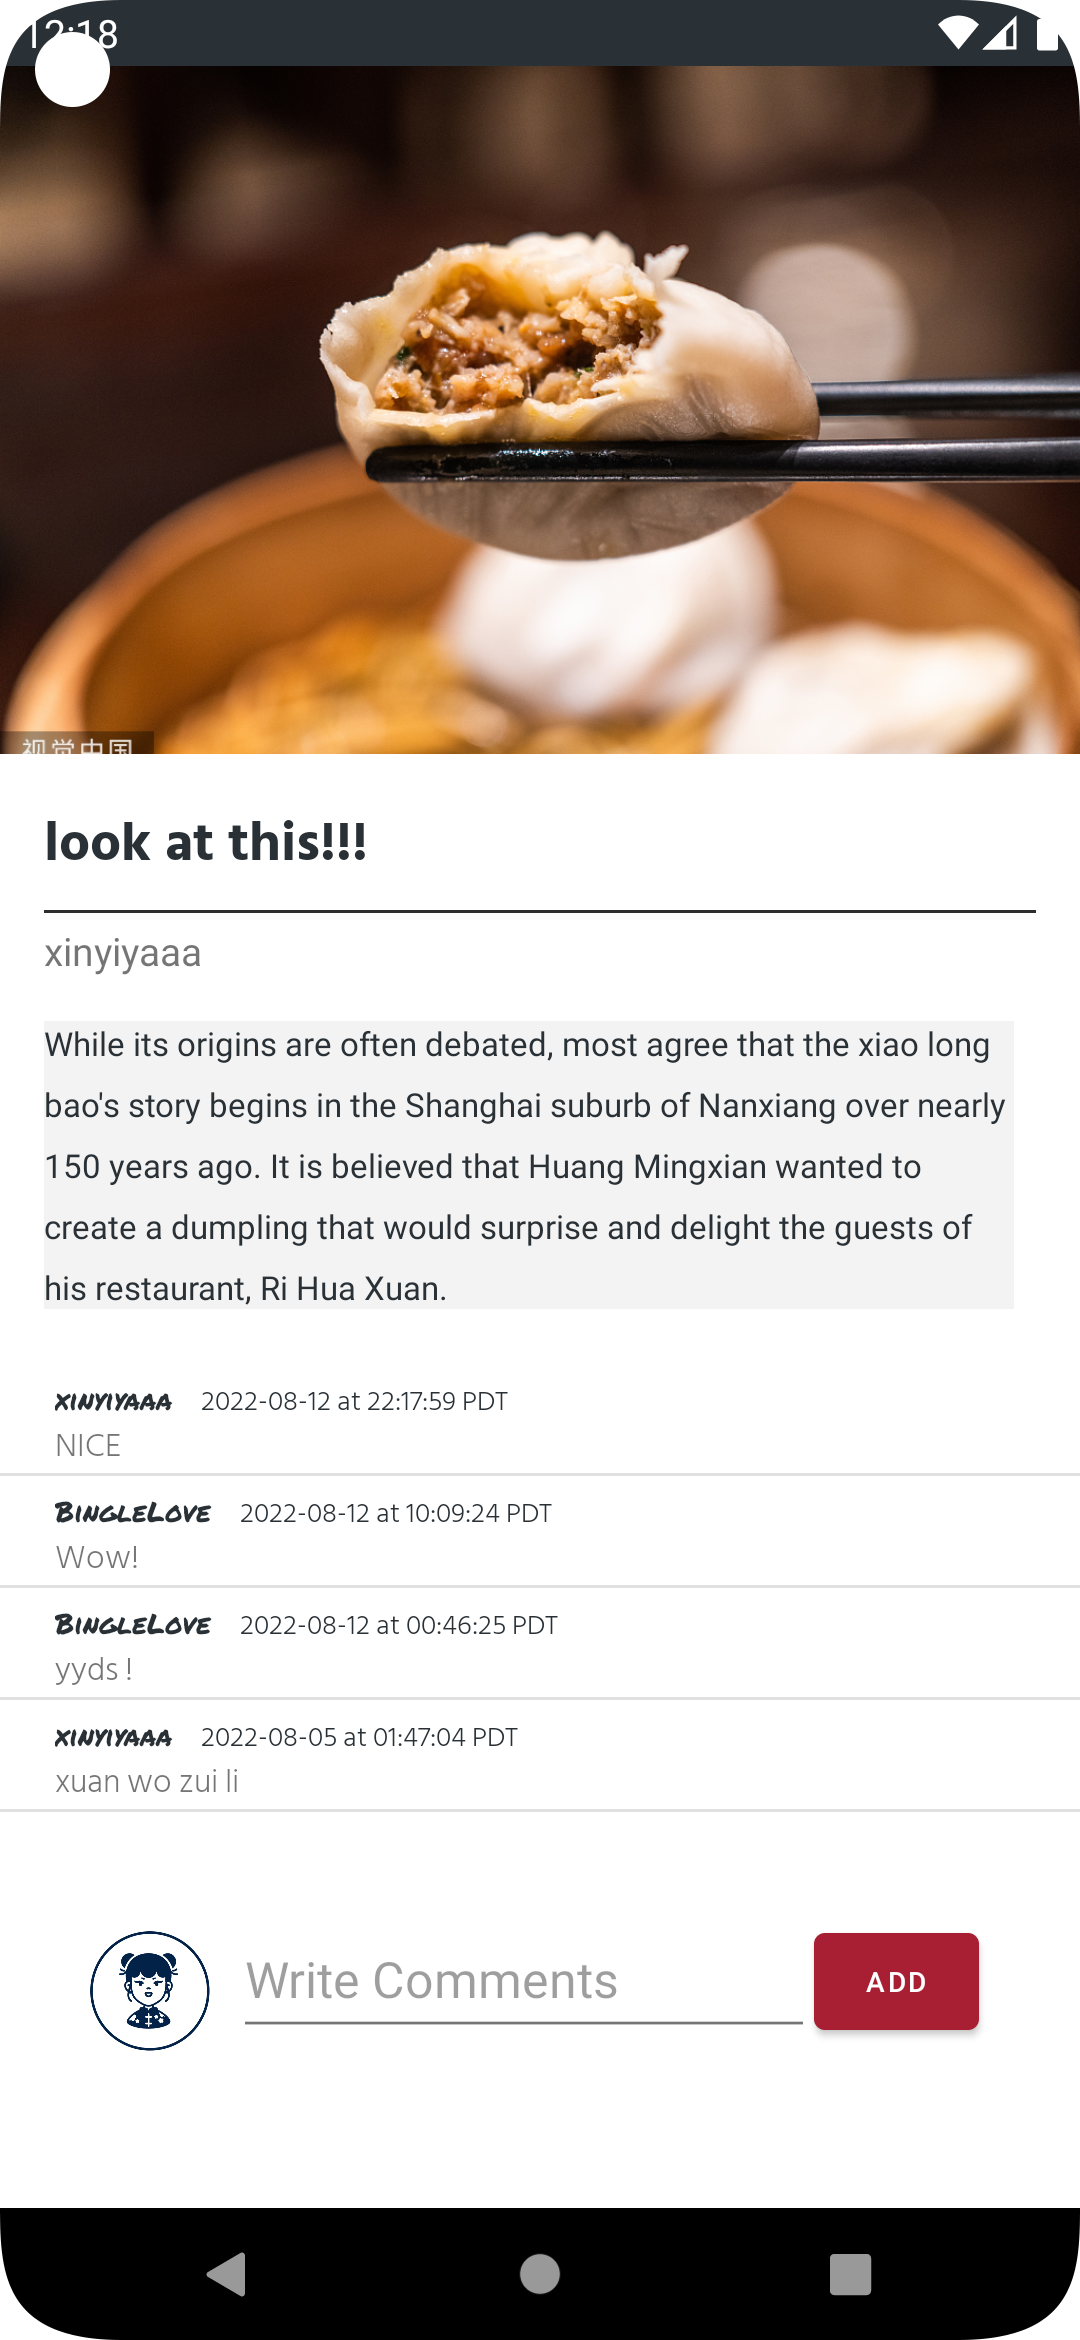 12:18
视觉中国
look at this!!!
xinyiyaaa
While its origins are often debated, most agree that the xiao long
bao's story begins in the Shanghai suburb of Nanxiang over nearly
150 years ago. It is believed that Huang Mingxian wanted to
create a dumpling that would surprise and delight the guests of
his restaurant, Ri Hua Xuan.
xinyiyaaa 2022-08-12 at 22:17:59 PDT
NICE
BingleLove 2022-08-12 at 10:09:24 PDT
Wow!
BingleLove 2022-08-12 at 00:46:25 PDT
yyds !
xinyiyaaa 2022-08-05 at 01:47:04 PDT
xuan wo zui li
Write Comments
ADD